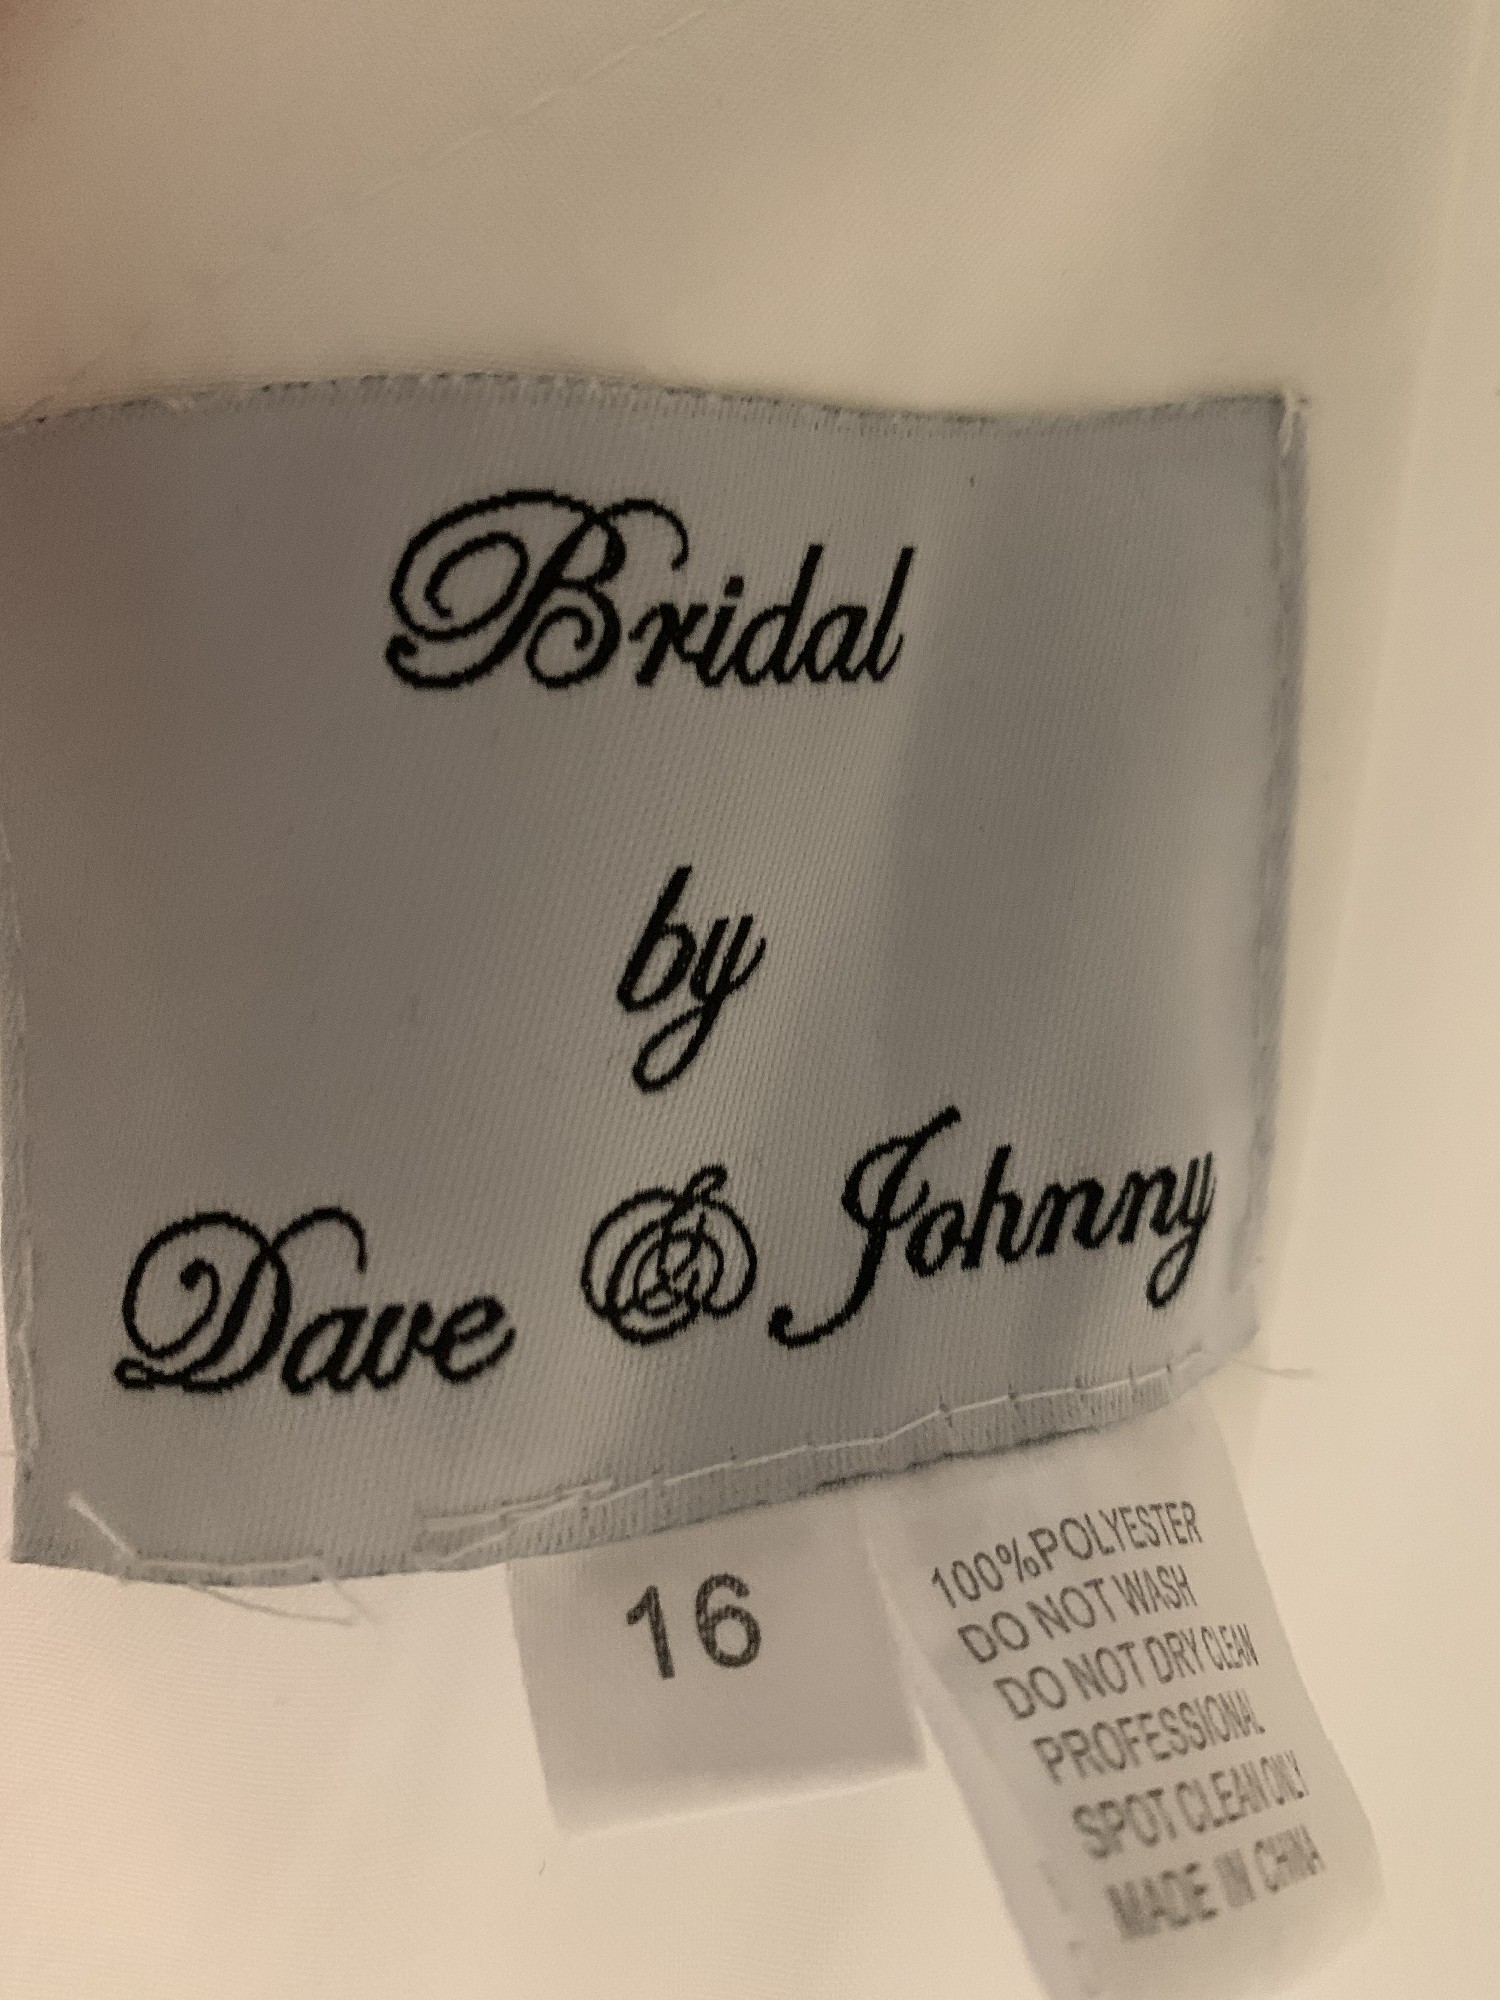 Bridal
by
Dave & Johnny
16
100%POLYESTER
DO NOT WASH
DO NOT DRY CLEAN
PROFESSIONAL
SPOT CLEAN ONLY
MADE IN CHINA